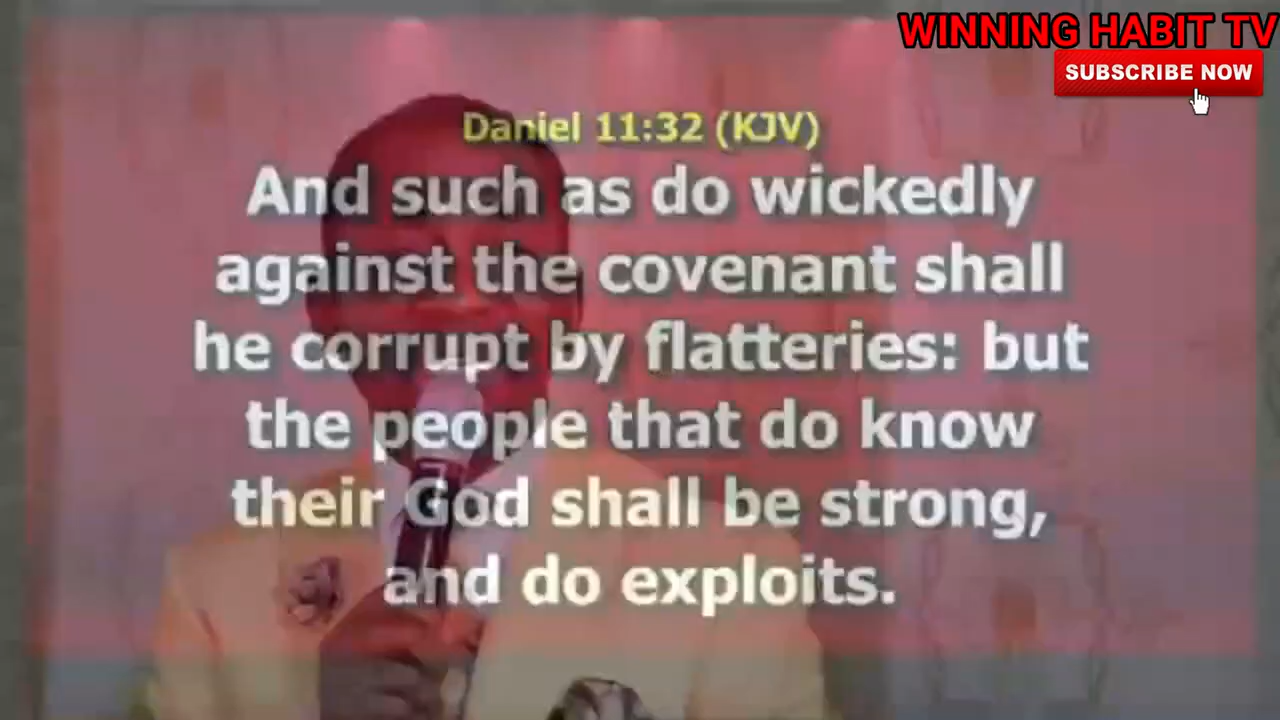 WINNING HABIT TV
SUBSCRIBE NOW
Daniel 11:32 (KJV)
And such as do wickedly
against the covenant shall
he corrupt by flatteries: but
the people that do know
their God shall be strong,
and do exploits.